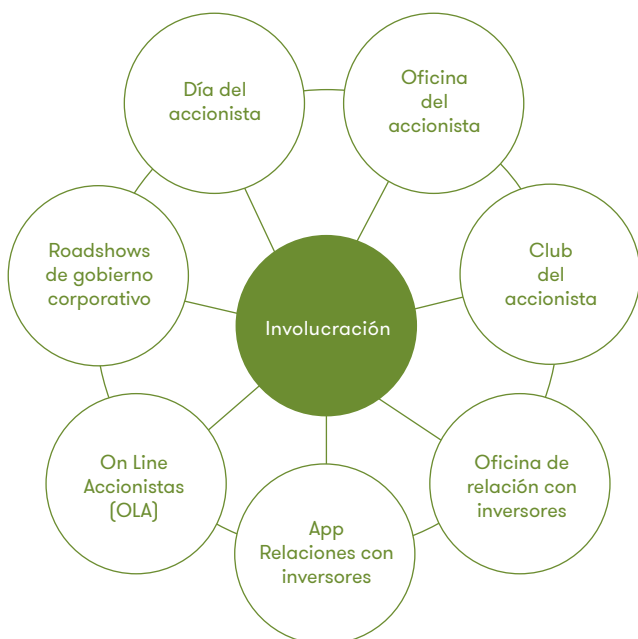 Día del
accionista
Oficina
del
accionista
Roadshows
de gobierno
corporativo
Club
del
accionista
Involucración
On Line
Accionistas
(OLA)
App
Relaciones con
inversores
Oficina de
relación con
inversores